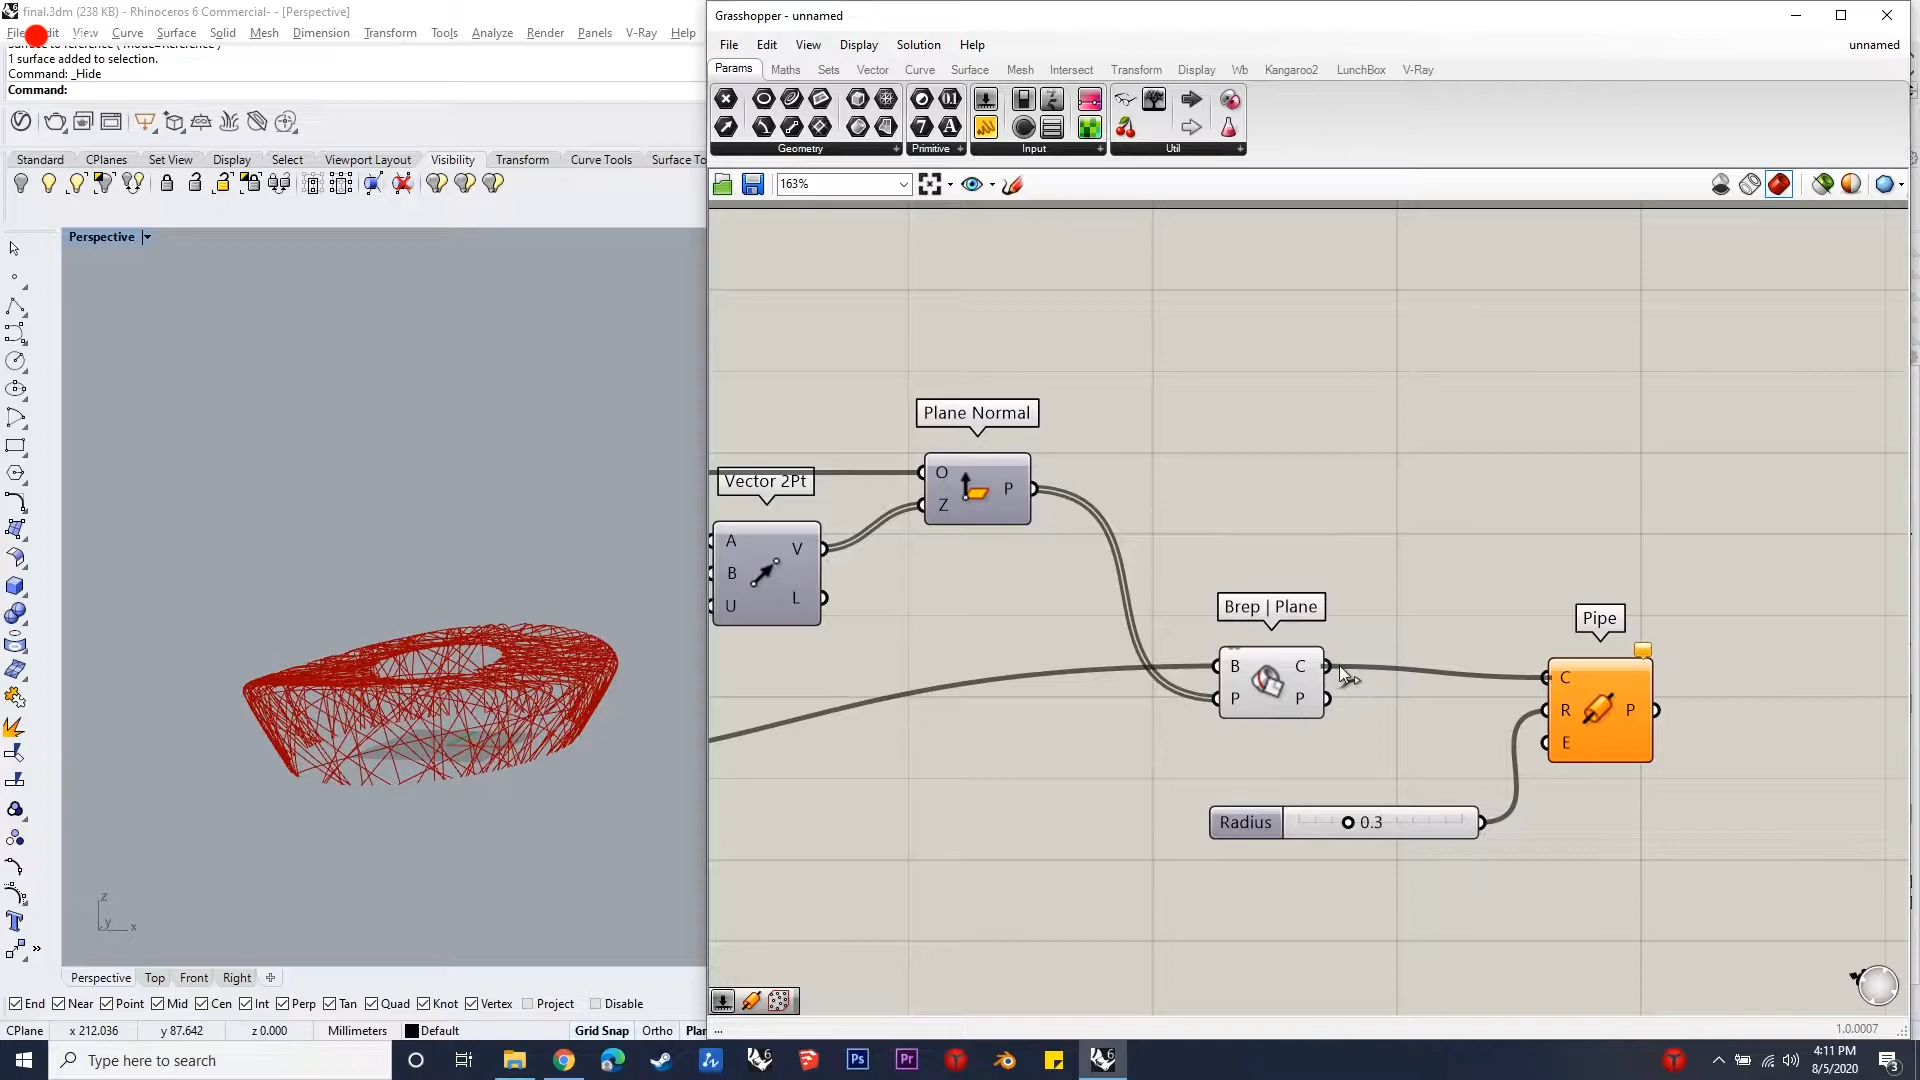 final.3dm (238 KB) - Rhinoceros 6 Commercial- - [Perspective]
View Curve Surface Solid Mesh Dimension Transform Tools Analyze Render Panels V-Ray Help
1 surface added to selection.
Command: _Hide
Command:
Standard CPlanes Set View Display Select Viewport Layout Visibility Transform Curve Tools Surface To
Perspective
z
y x
Perspective Top Front Right
End Near Point Mid Cen Int Perp Tan Quad Knot Vertex Project Disable
CPlane x 212.036 y 87.642 z 0.000 Millimeters Default Grid Snap Ortho Plan
Grasshopper - unnamed
File Edit View Display Solution Help unnamed
Params Maths Sets Vector Curve Surface Mesh Intersect Transform Display Wb Kangaroo2 LunchBox V-Ray
Geometry Primitive Input Util
163%
Plane Normal
O
Z
P
Vector 2Pt
A
B
U
V
L
Brep | Plane
B C
P P
Pipe
C
R P
E
Radius 0.3
...
1.0.0007
Type here to search
Ps
Pr
4:11 PM
8/5/2020
3